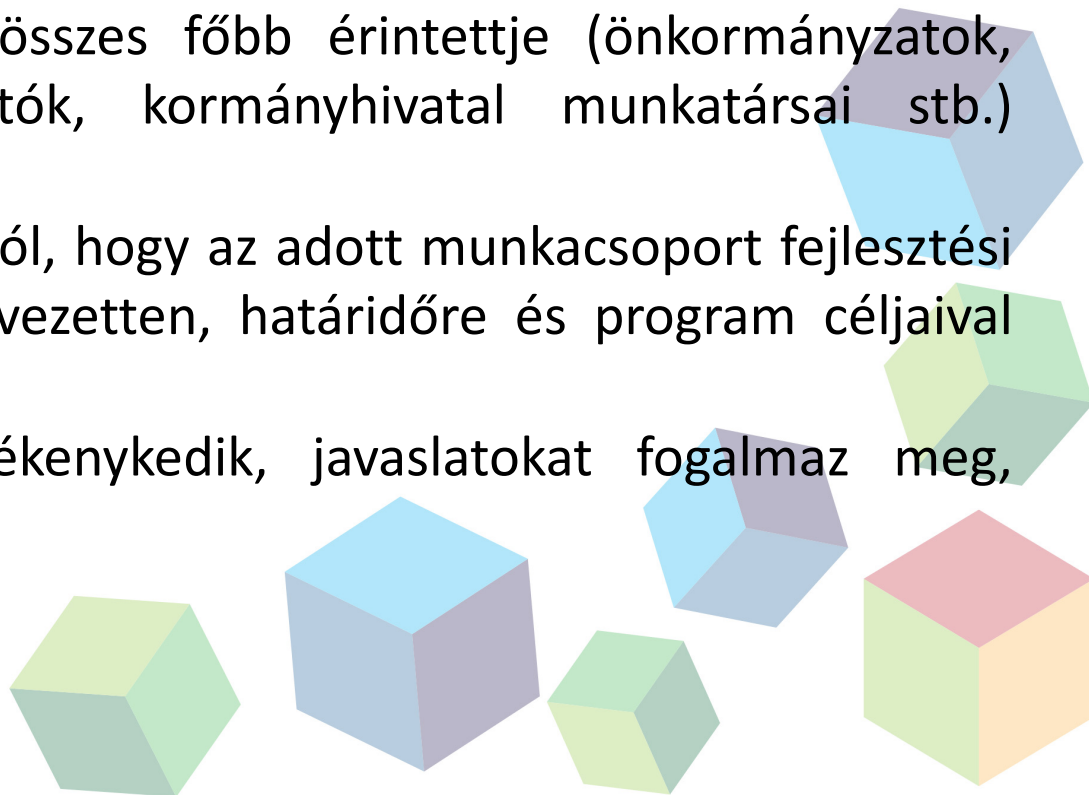 összes főbb érintettje (önkormányzatok,
tók, kormányhivatal munkatársai stb.)
ól, hogy az adott munkacsoport fejlesztési
vezetten, határidőre és program céljaival
ékenykedik, javaslatokat fogalmaz meg,